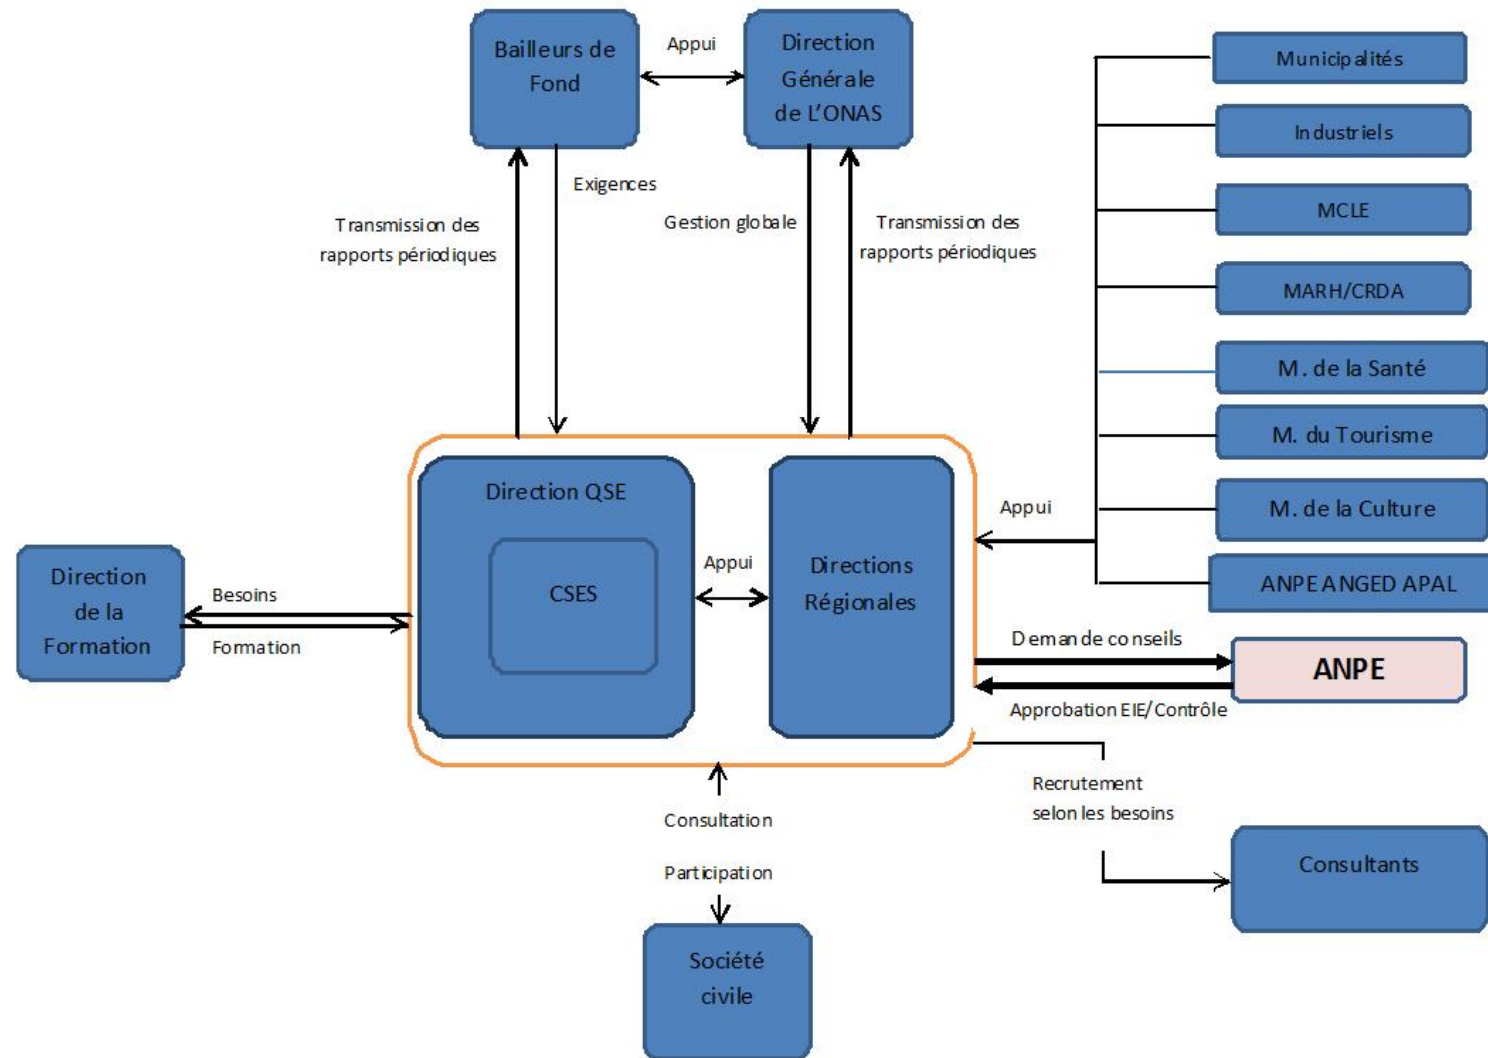 Bailleurs de
Fond
Appui
Direction
Générale
de L'ONAS
Exigences
Transmission des
rapports périodiques
Gestion globale
Transmission des
rapports périodiques
Municipalités
Industriels
MCLE
MARH/CRDA
M. de la Santé
M. du Tourisme
M. de la Culture
ANPE ANGED APAL
Appui
Direction QSE
CSES
Appui
Directions
Régionales
Direction
de la
Formation
Besoins
Formation
Demande conseils
ANPE
Approbation EIE/Contrôle
Recrutement
selon les besoins
Consultants
Consultation
Participation
Société
civile